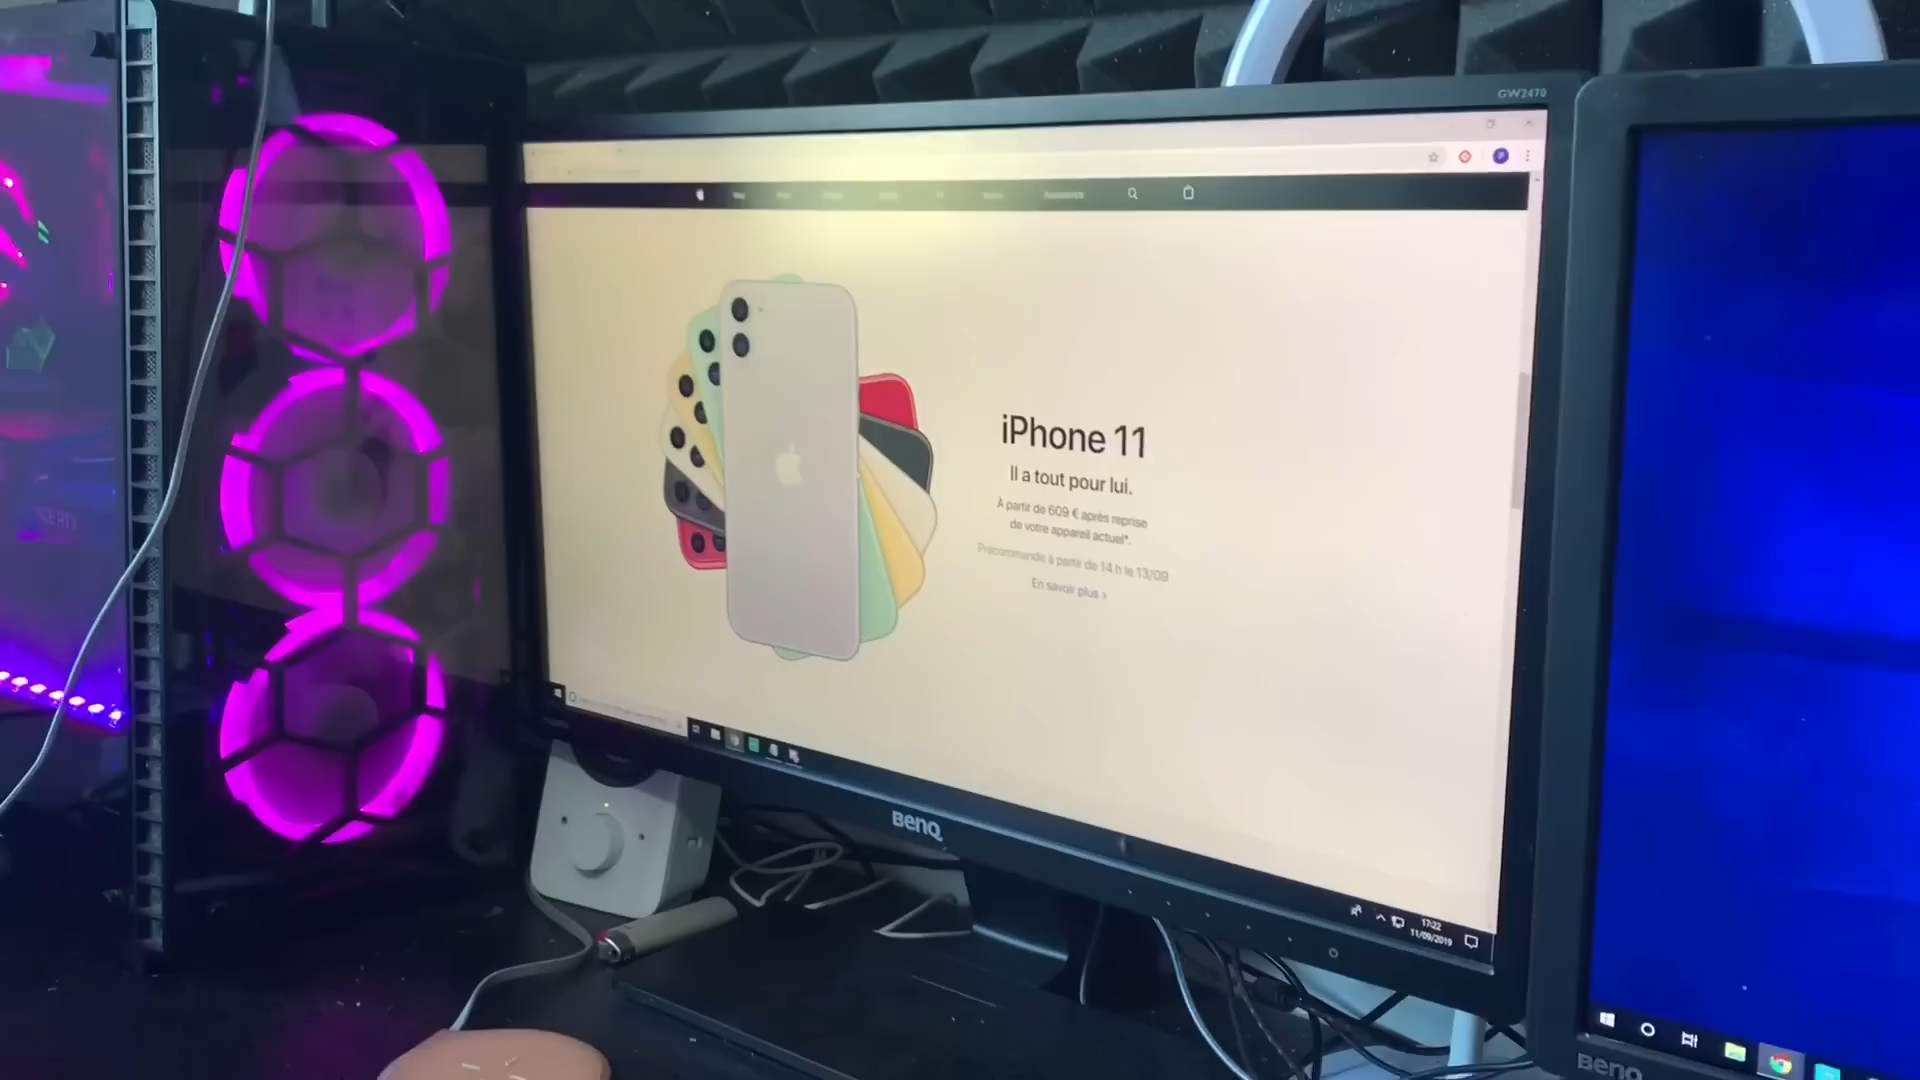 GW2470
iPhone 11
Il a tout pour lui.
À partir de 609 € après reprise
de votre appareil actuel*.
Précommande à partir de 14 h le 13/09
En savoir plus >
17:22
11/09/2019
BenQ
BenQ